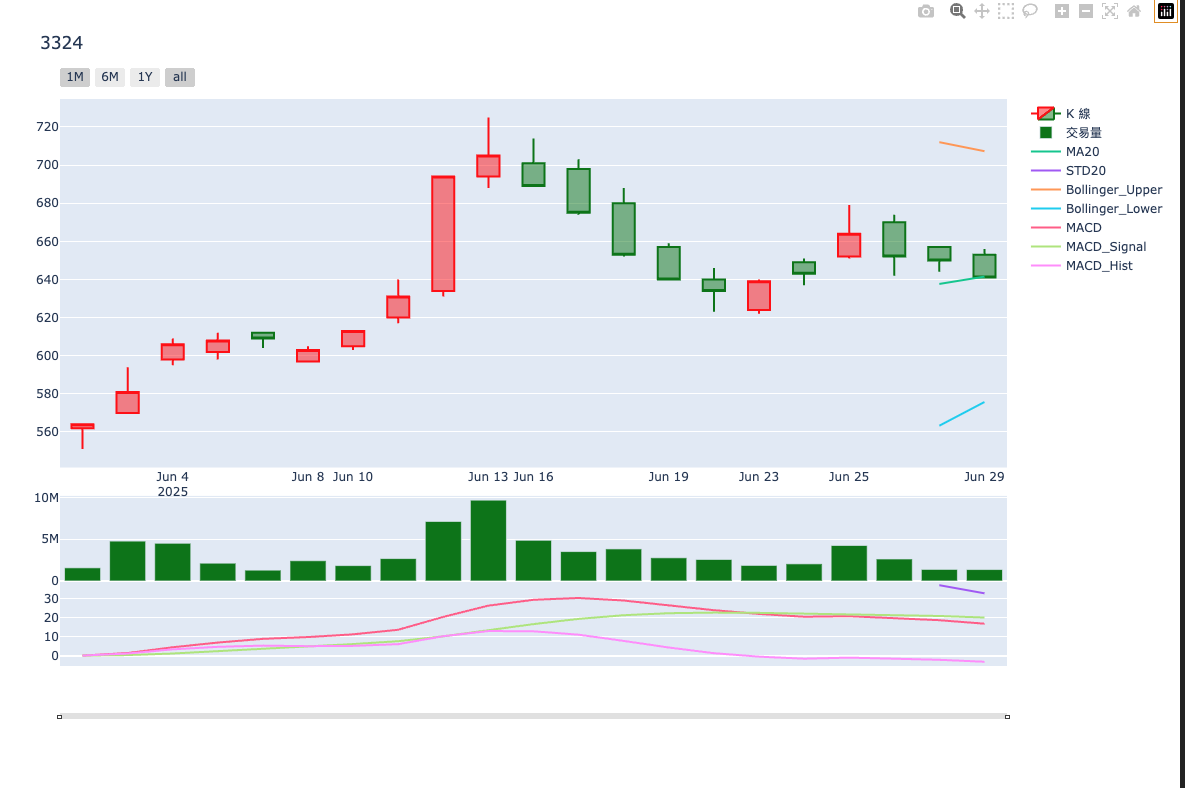 3324
1M 6M 1Y all
720
700
680
660
640
620
600
580
560
Jun 4 Jun 8 Jun 10 Jun 13 Jun 16 Jun 19 Jun 23 Jun 25 Jun 29
2025
10M
5M
0
30
20
10
0
K 線
交易量
MA20
STD20
Bollinger_Upper
Bollinger_Lower
MACD
MACD_Signal
MACD_Hist